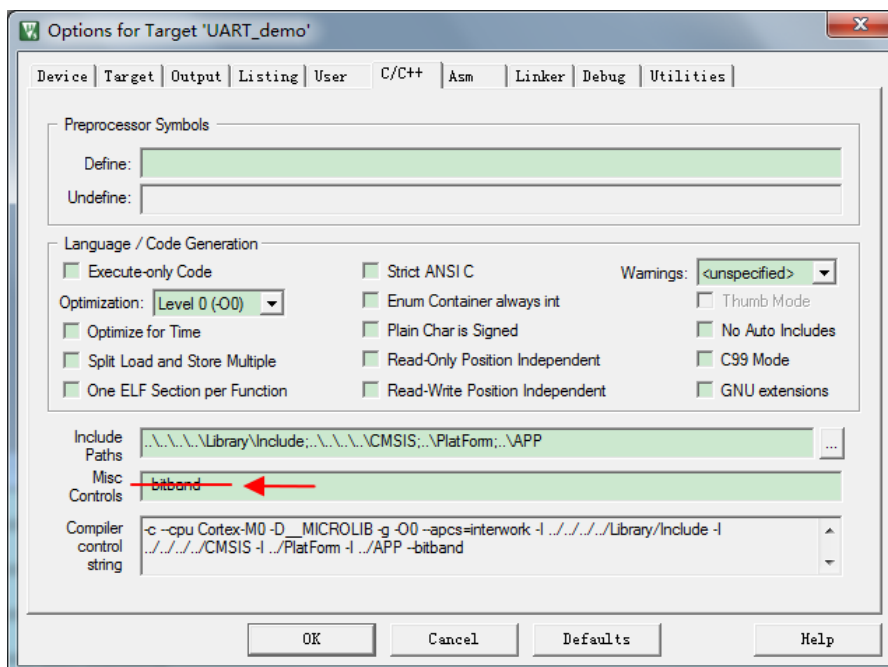 Options for Target 'UART_demo'
Device Target Output Listing User C/C++ Asm Linker Debug Utilities
Preprocessor Symbols
Define:
Undefine:
Language / Code Generation
Execute-only Code Strict ANSI C Warnings: <unspecified>
Optimization: Level 0 (-O0) Enum Container always int Thumb Mode
Optimize for Time Plain Char is Signed No Auto Includes
Split Load and Store Multiple Read-Only Position Independent C99 Mode
One ELF Section per Function Read-Write Position Independent GNU extensions
Include Paths ..\..\..\..\Library\Include;..\..\..\..\CMSIS;..\PlatForm;..\APP ...
Misc Controls --bitband
Compiler control string -c --cpu Cortex-M0 -D__MICROLIB -g -O0 --apcs=interwork -I ../../../../Library/Include -I
../../../../CMSIS -I ../PlatForm -I ../APP --bitband
OK Cancel Defaults Help